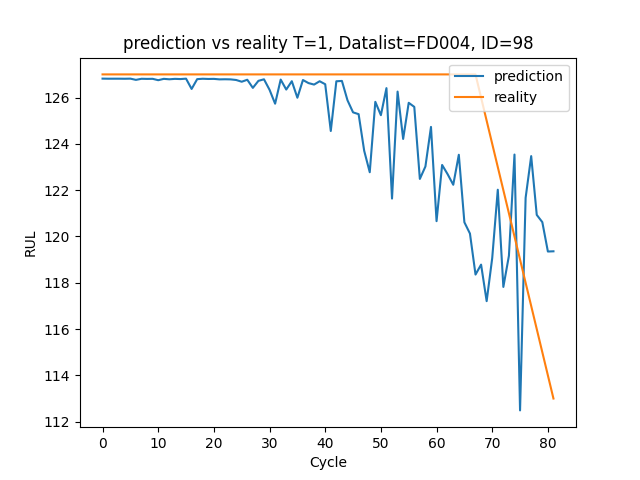 prediction vs reality T=1, Datalist=FD004, ID=98
prediction
reality
RUL
126
124
122
120
118
116
114
112
0 10 20 30 40 50 60 70 80
Cycle